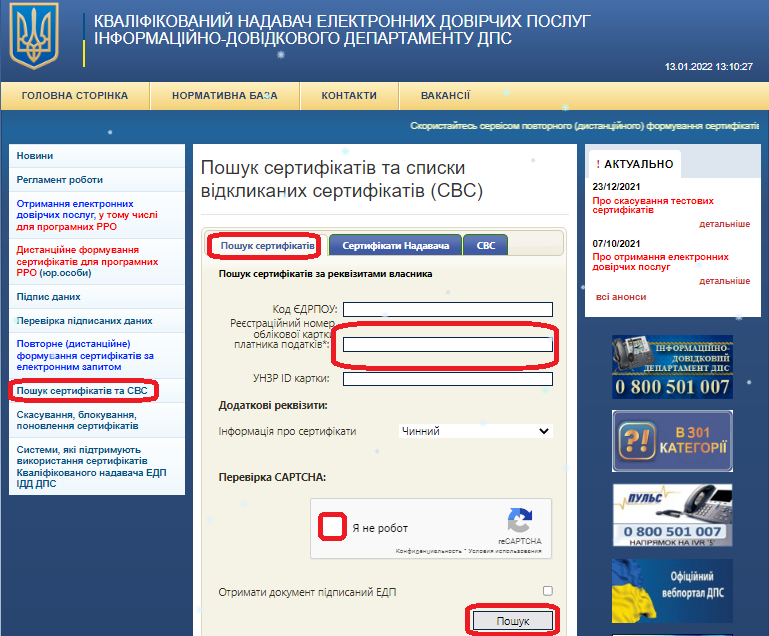 КВАЛІФІКОВАНИЙ НАДАВАЧ ЕЛЕКТРОННИХ ДОВІРЧИХ ПОСЛУГ
ІНФОРМАЦІЙНО-ДОВІДКОВОГО ДЕПАРТАМЕНТУ ДПС
13.01.2022 13:10:27
ГОЛОВНА СТОРІНКА
НОРМАТИВНА БАЗА
КОНТАКТИ
ВАКАНСІЇ
Скористайтесь сервісом повторного (дистанційного) формування сертифікатів
Новини
Регламент роботи
Отримання електронних
довірчих послуг, у тому числі
для програмних РРО
Дистанційне формування
сертифікатів для програмних
РРО (юр.особи)
Підпис даних
Перевірка підписаних даних
Повторне (дистанційне)
формування сертифікатів за
електронним запитом
Пошук сертифікатів та СВС
Скасування, блокування,
поновлення сертифікатів
Системи, які підтримують
використання сертифікатів
Кваліфікованого надавача ЕДП
ІДД ДПС
Пошук сертифікатів та списки
відкликаних сертифікатів (СВС)
Пошук сертифікатів
Сертифікати Надавача
СВС
Пошук сертифікатів за реквізитами власника
Код ЄДРПОУ:
Реєстраційний номер
облікової картки
платника податків*:
УНЗР ID картки:
Додаткові реквізити:
Інформація про сертифікати
Чинний
Перевірка CAPTCHA:
Я не робот
reCAPTCHA
Конфиденциальность * Условия использования
Отримати документ підписаний ЕДП
Пошук
! АКТУАЛЬНО
23/12/2021
Про скасування тестових
сертифікатів
детальніше
07/10/2021
Про отримання електронних
довірчих послуг
детальніше
всі анонси
ІНФОРМАЦІЙНО-
ДОВІДКОВИЙ
ДЕПАРТАМЕНТ ДПС
0 800 501 007
?!
В 301
КАТЕГОРІЇ
ПУЛЬС
0 800 501 007
НАПРЯМОК НА IVR '5'
Офіційний
вебпортал ДПС